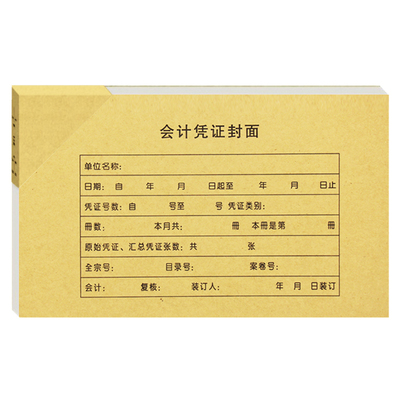 会计凭证封面
单位名称:
日期: 自 年 月 日起至 年 月 日止
凭证号数: 自 号至 号 凭证类别:
册数: 本月共: 册 本册是第 册
原始凭证、汇总凭证张数: 共 张
全宗号: 目录号: 案卷号:
会计: 复核: 装订人: 年 月 日装订